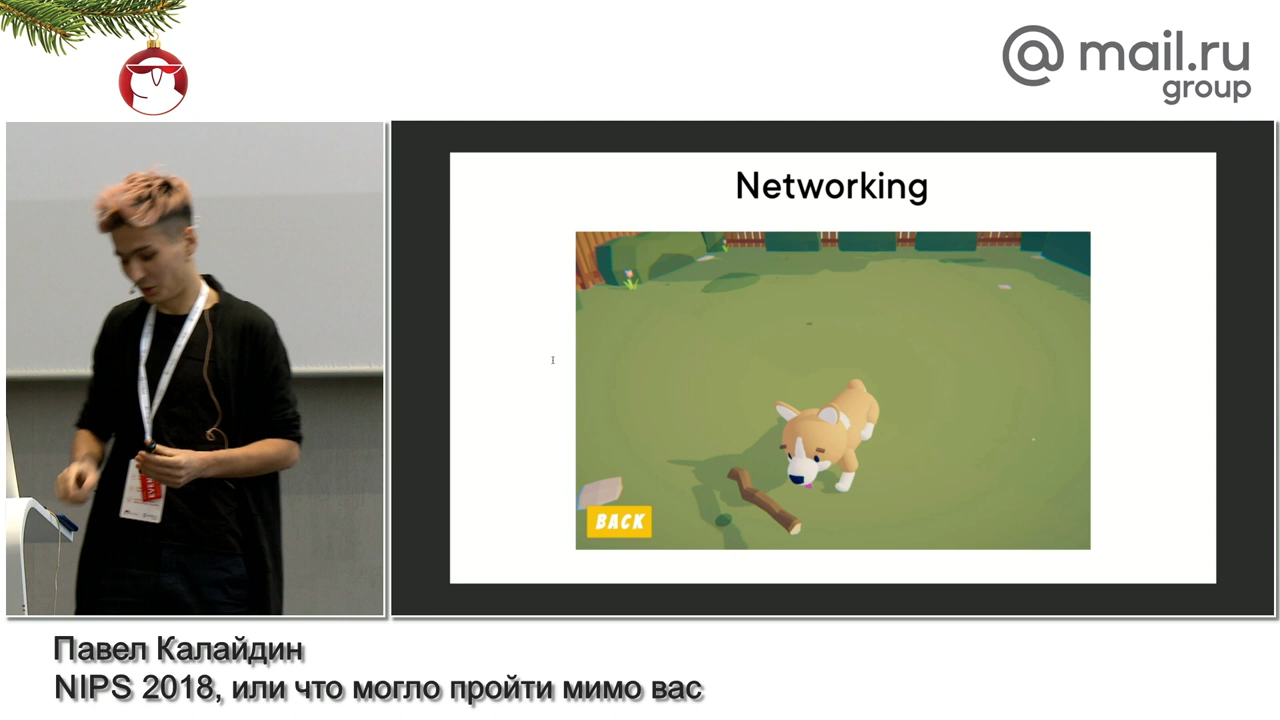 @mail.ru
group
Networking
BACK
Павел Калайдин
NIPS 2018, или что могло пройти мимо вас